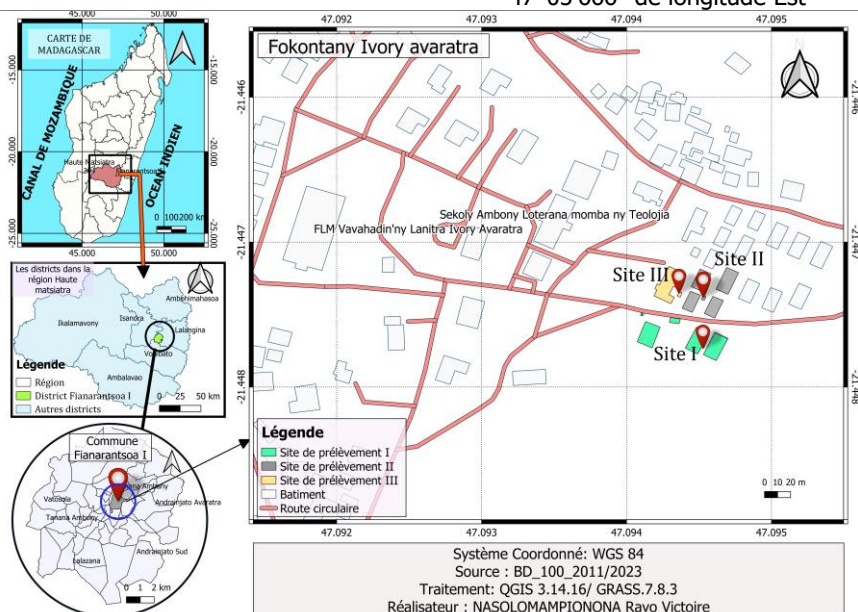 47°05'000" de longitude Est
CARTE DE
MADAGASCAR
45.000
50.000
-15.000
-15.000
-20.000
-20.000
-25.000
-25.000
CANAL DE MOZAMBIQUE
OCEAN INDIEN
Haute Matsiatra
0 100200 km
45.000
50.000
Les districts dans la
région Haute
matsiatra
Ambohimahasoa
Ikalamavony
Isandra
Lalangina
Vohibato
Ambalavao
Légende
Région
District Fianarantsoa I
Autres districts
0 25 50 km
Commune
Fianarantsoa I
Vatosola
Tanana Ambony
Andrainjato Avaratra
Andrainjato Sud
Lalazana
0 1 2 km
47.092
47.093
47.094
47.095
Fokontany Ivory avaratra
-21.446
-21.446
-21.447
-21.447
-21.448
-21.448
Sekoly Ambony Loterana momba ny Teolojia
FLM Vavahadin'ny Lanitra Ivory Avaratra
Site II
Site III
Site I
Légende
Site de prélèvement I
Site de prélèvement II
Site de prélèvement III
Batiment
Route circulaire
0 10 20 m
47.092
47.093
47.094
47.095
Système Coordonné: WGS 84
Source : BD_100_2011/2023
Traitement: QGIS 3.14.16/ GRASS.7.8.3
Réalisateur : NASOLOMAMPIONONA Ravo Victoire